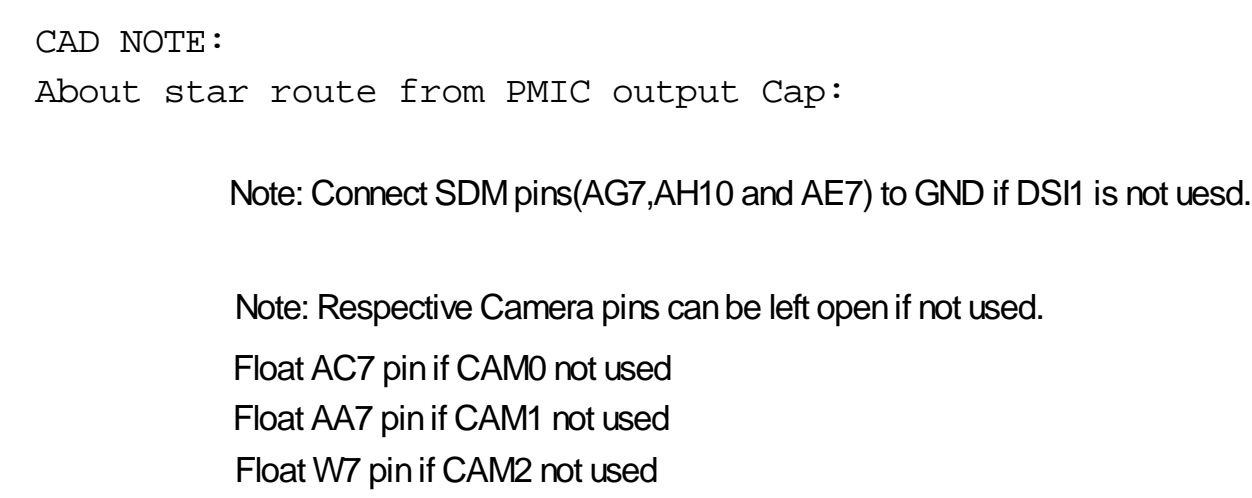 CAD NOTE:
About star route from PMIC output Cap:
Note: Connect SDM pins(AG7,AH10 and AE7) to GND if DSI1 is not uesd.
Note: Respective Camera pins can be left open if not used.
Float AC7 pin if CAM0 not used
Float AA7 pin if CAM1 not used
Float W7 pin if CAM2 not used